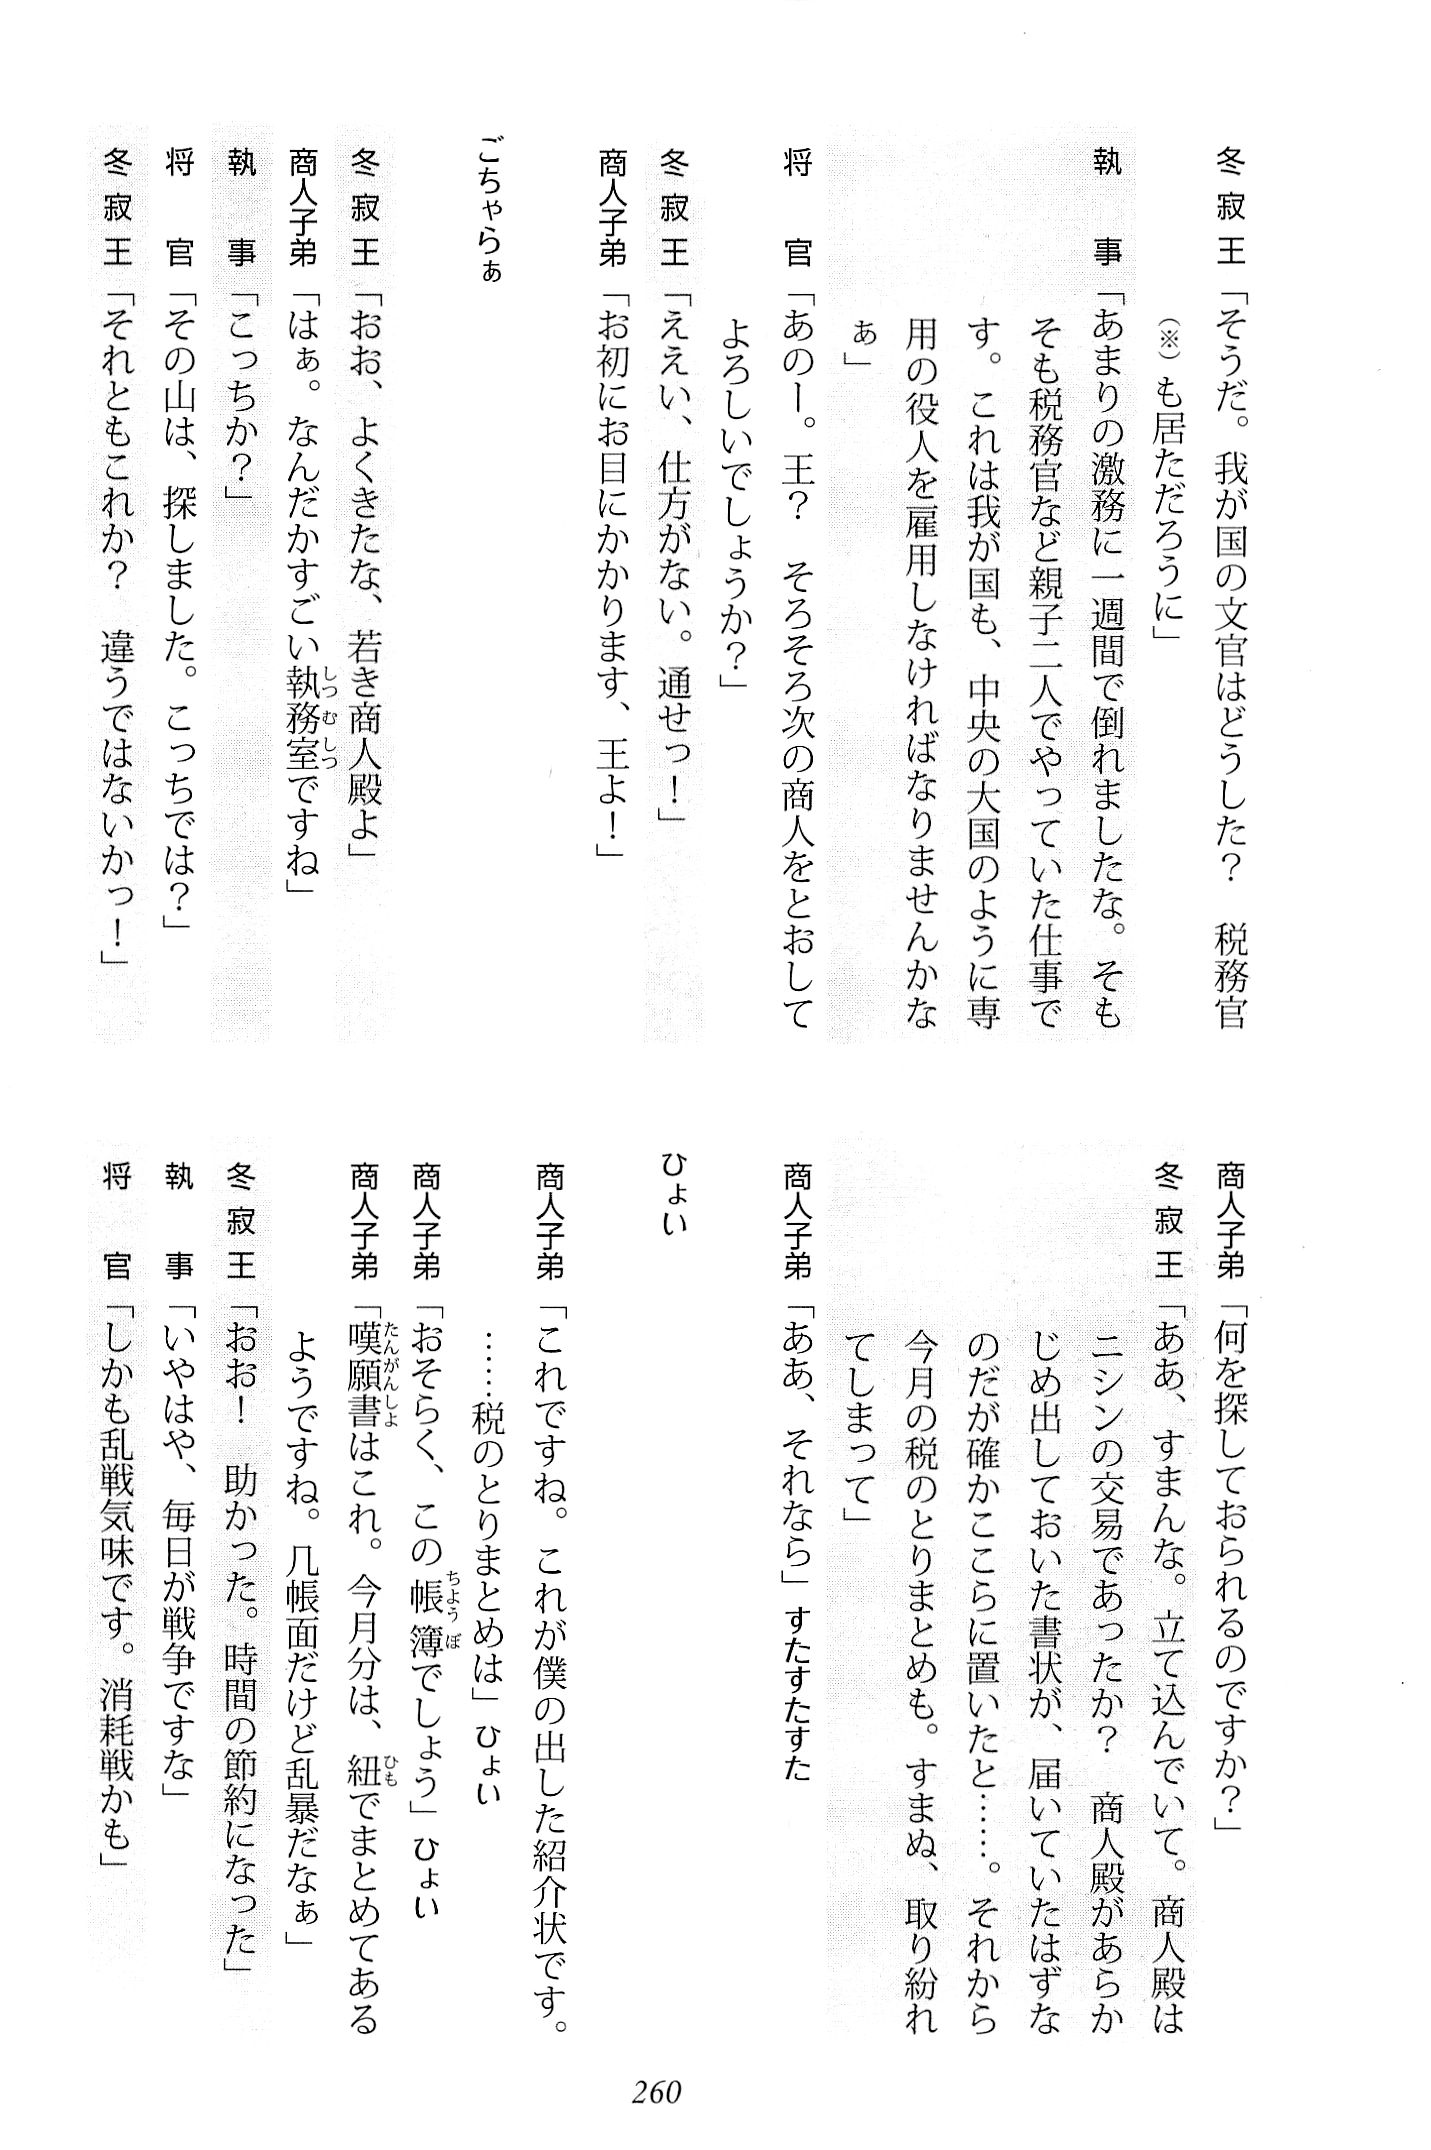 冬寂王「そうだ。我が国の文官はどうした？　税務官
（※）も居ただろうに」
執事「あまりの激務に一週間で倒れましたな。そも
そも税務官など親子二人でやっていた仕事で
す。これは我が国も、中央の大国のように専
用の役人を雇用しなければなりませんかな
ぁ」
将官「あのー。王？　そろそろ次の商人をとおして
よろしいでしょうか？」
冬寂王「ええい、仕方がない。通せっ！」
商人子弟「お初にお目にかかります、王よ！」
ごちゃらぁ
冬寂王「おお、よくきたな、若き商人殿よ」
商人子弟「はぁ。なんだかすごい執務室ですね」
執事「こっちか？」
将官「その山は、探しました。こっちでは？」
冬寂王「それともこれか？　違うではないかっ！」
商人子弟「何を探しておられるのですか？」
冬寂王「ああ、すまんな。立て込んでいて。商人殿は
ニシンの交易であったか？　商人殿があらか
じめ出しておいた書状が、届いていたはずな
のだが確かここらに置いたと……。それから
今月の税のとりまとめも。すまぬ、取り紛れ
てしまって」
商人子弟「ああ、それなら」すたすたすた
ひょい
商人子弟「これですね。これが僕の出した紹介状です。
……税のとりまとめは」ひょい
商人子弟「おそらく、この帳簿でしょう」ひょい
商人子弟「嘆願書はこれ。今月分は、紐でまとめてある
ようですね。几帳面だけど乱暴だなぁ」
冬寂王「おお！　助かった。時間の節約になった」
執事「いやはや、毎日が戦争ですな」
将官「しかも乱戦気味です。消耗戦かも」
260